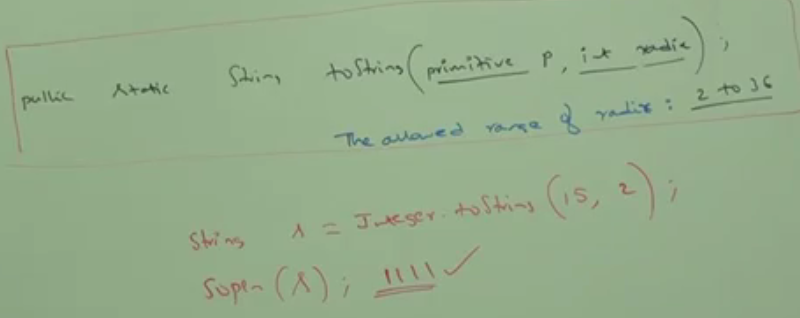 public static String toString(primitive p, int radix);
The allowed range of radix: 2 to 36
String s = Integer.toString(15, 2);
Sopln(s); 1111 ✓